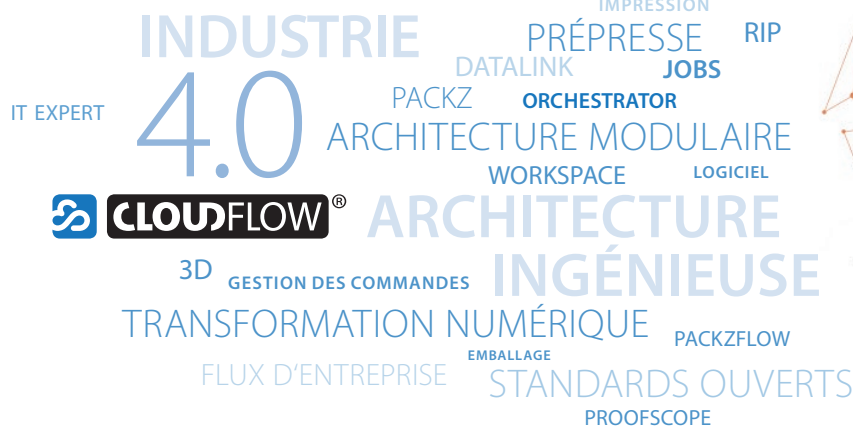 IMPRESSION
INDUSTRIE
PRÉPRESSE
RIP
DATALINK
JOBS
4.0
PACKZ
ORCHESTRATOR
IT EXPERT
ARCHITECTURE MODULAIRE
WORKSPACE
LOGICIEL
CLOUDFLOW®
ARCHITECTURE
INGÉNIEUSE
3D
GESTION DES COMMANDES
TRANSFORMATION NUMÉRIQUE
PACKZFLOW
EMBALLAGE
FLUX D'ENTREPRISE
STANDARDS OUVERTS
PROOFSCOPE